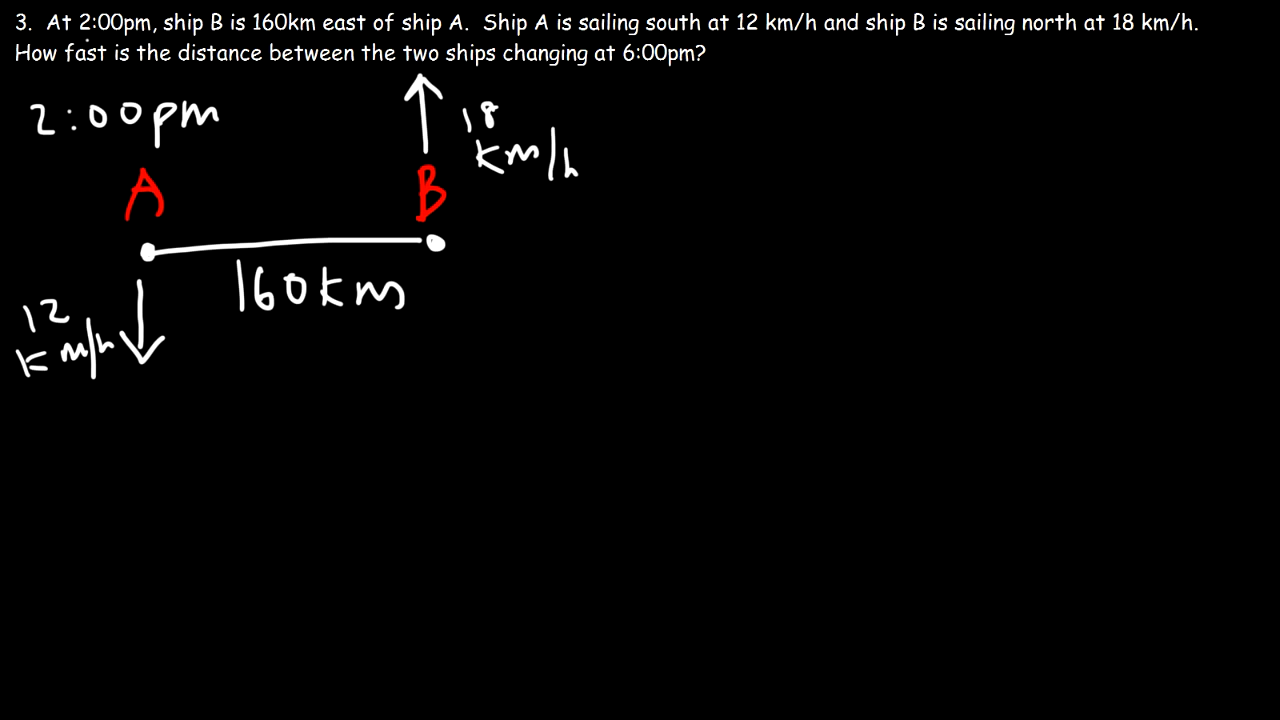 3. At 2:00pm, ship B is 160km east of ship A. Ship A is sailing south at 12 km/h and ship B is sailing north at 18 km/h.
How fast is the distance between the two ships changing at 6:00pm?
2:00pm
18
km/h
A
B
160km
12
km/h